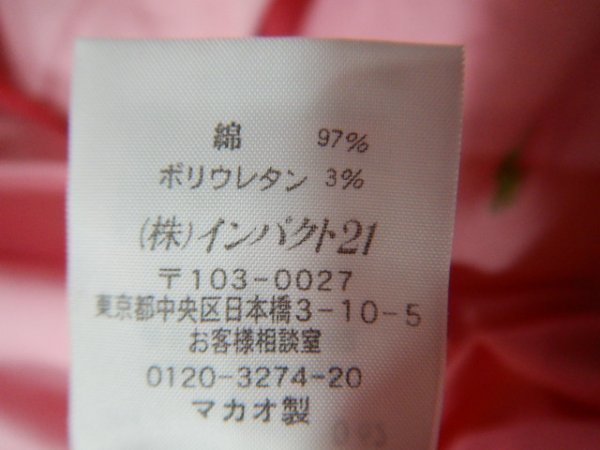 綿 97%
ポリウレタン 3%
(株)インパクト21
〒103-0027
東京都中央区日本橋3-10-5
お客様相談室
0120-3274-20
マカオ製